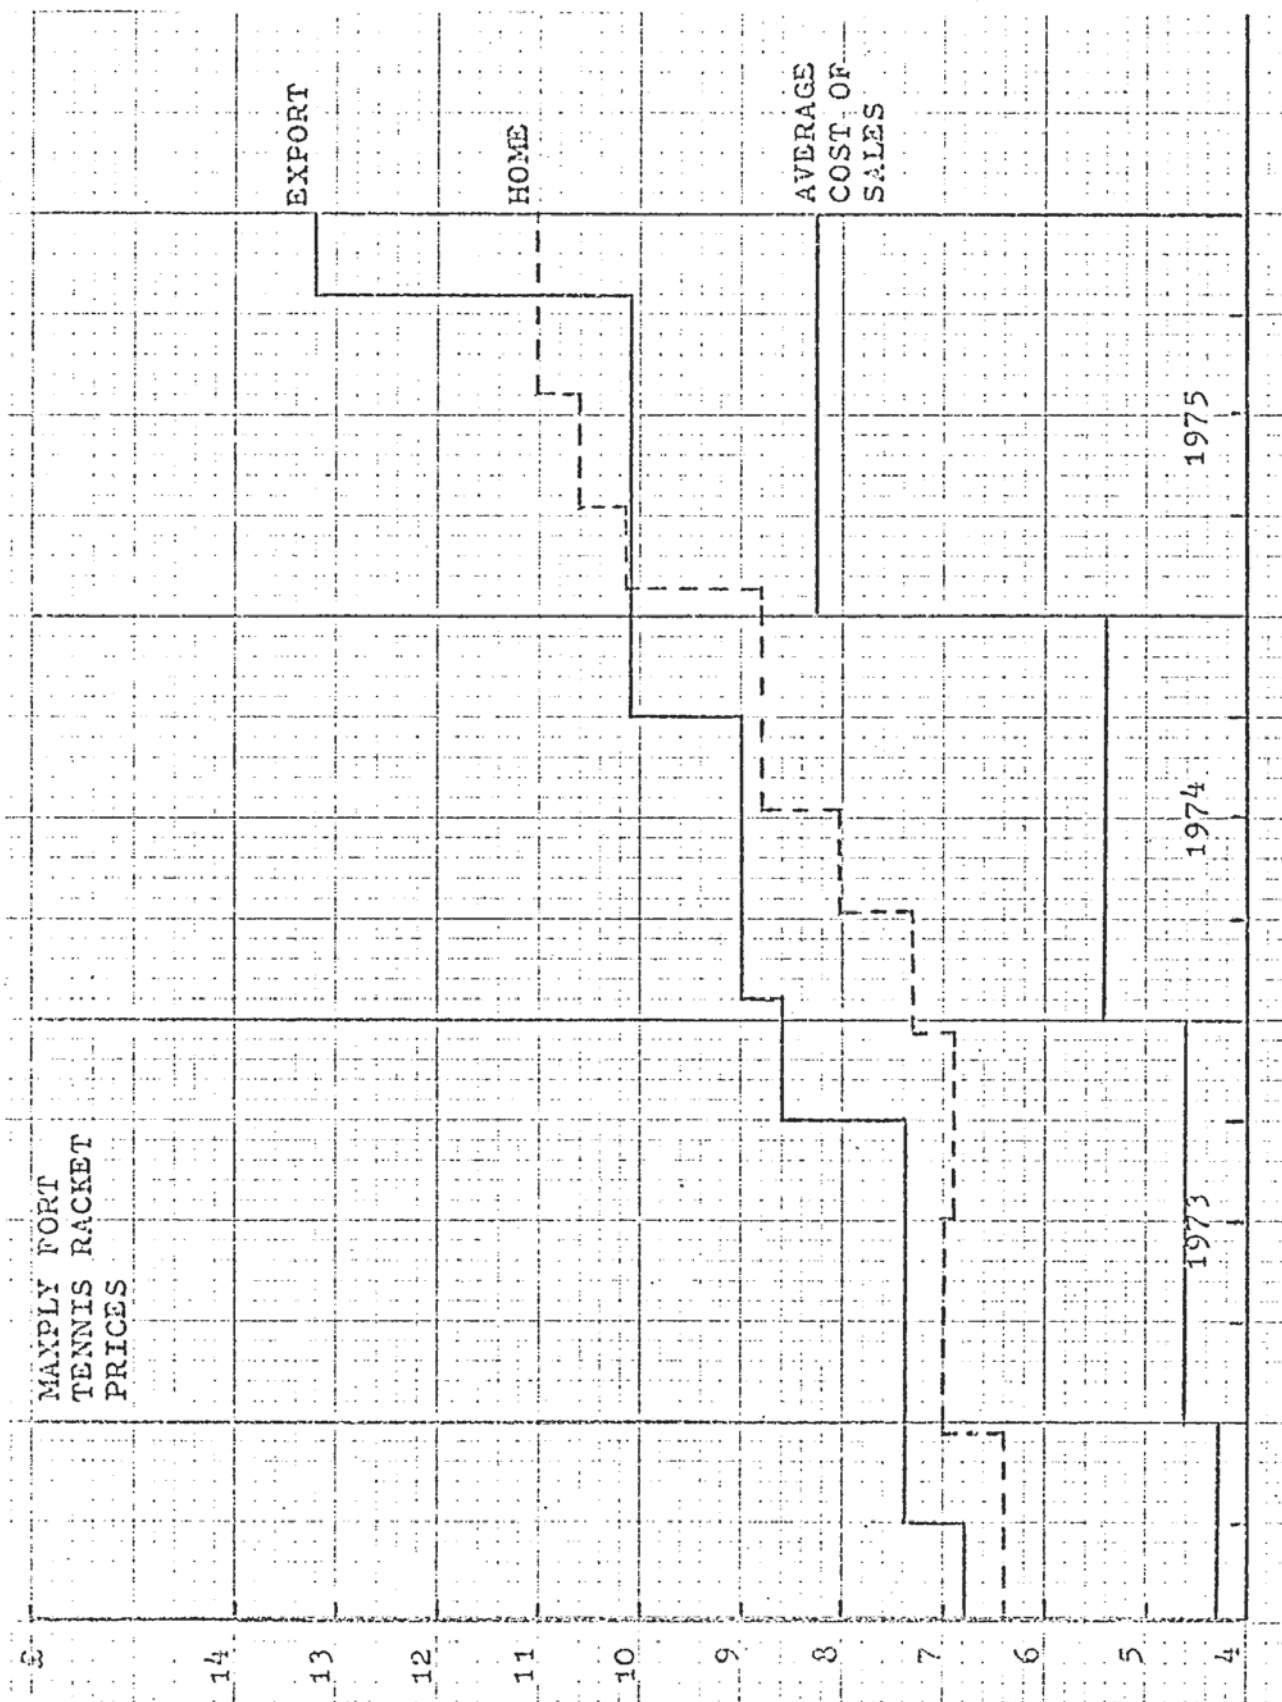 MAXPLY FORT
TENNIS RACKET
PRICES
EXPORT
HOME
AVERAGE
COST OF
SALES
£
14
13
12
11
10
9
8
7
6
5
4
1973
1974
1975